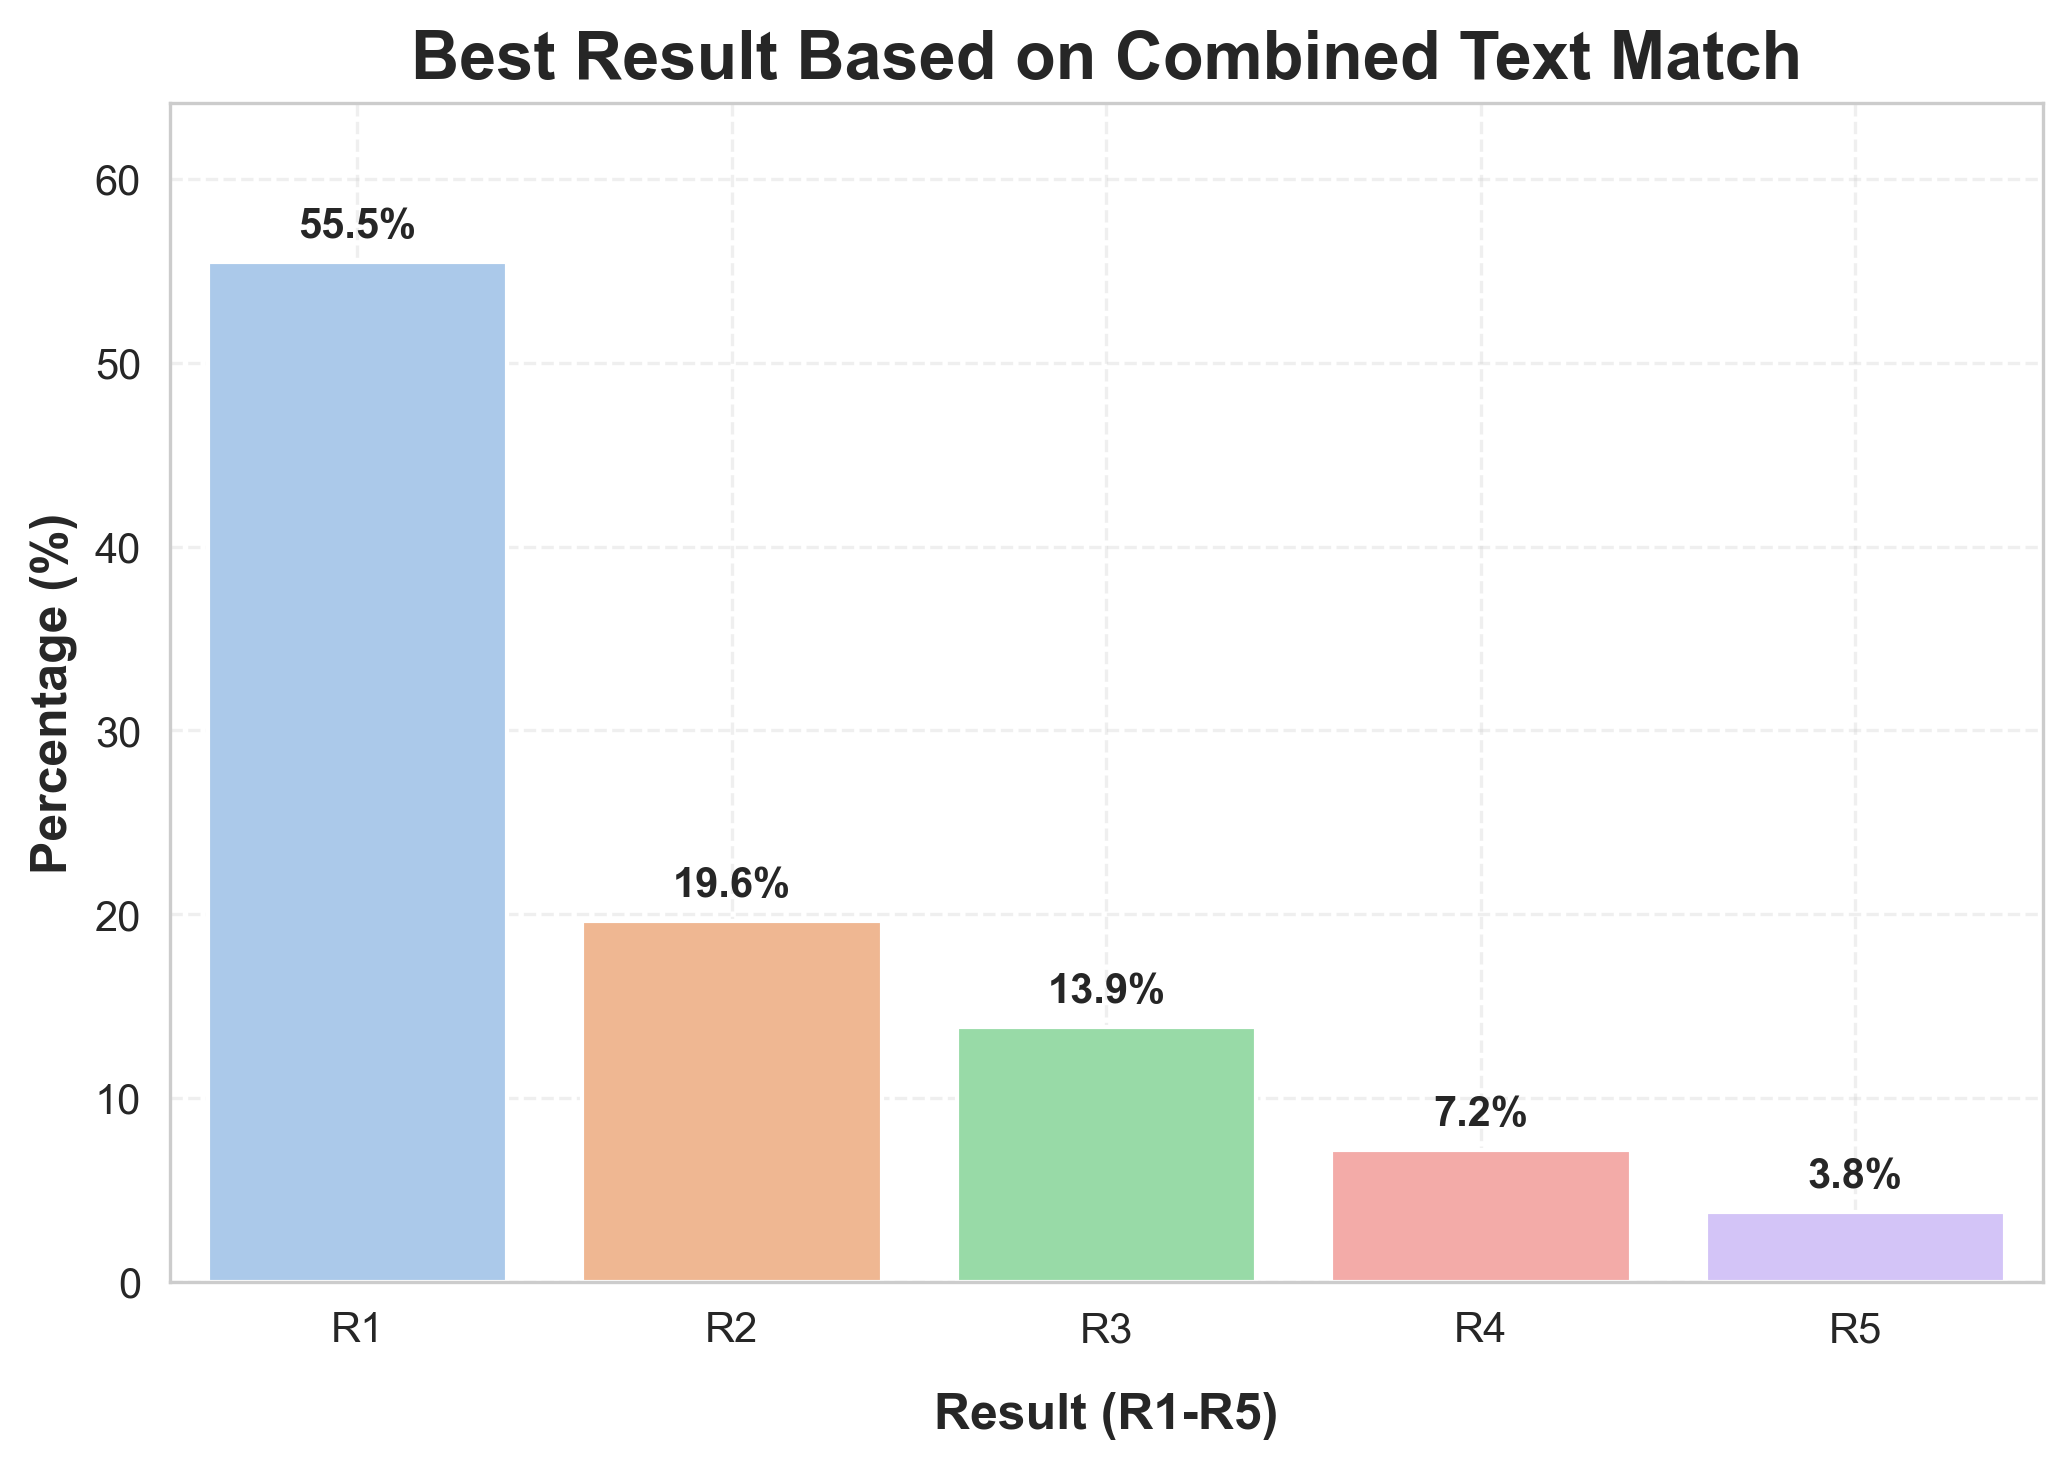 Best Result Based on Combined Text Match
Percentage (%)
60
50
40
30
20
10
0
55.5%
19.6%
13.9%
7.2%
3.8%
R1
R2
R3
R4
R5
Result (R1-R5)